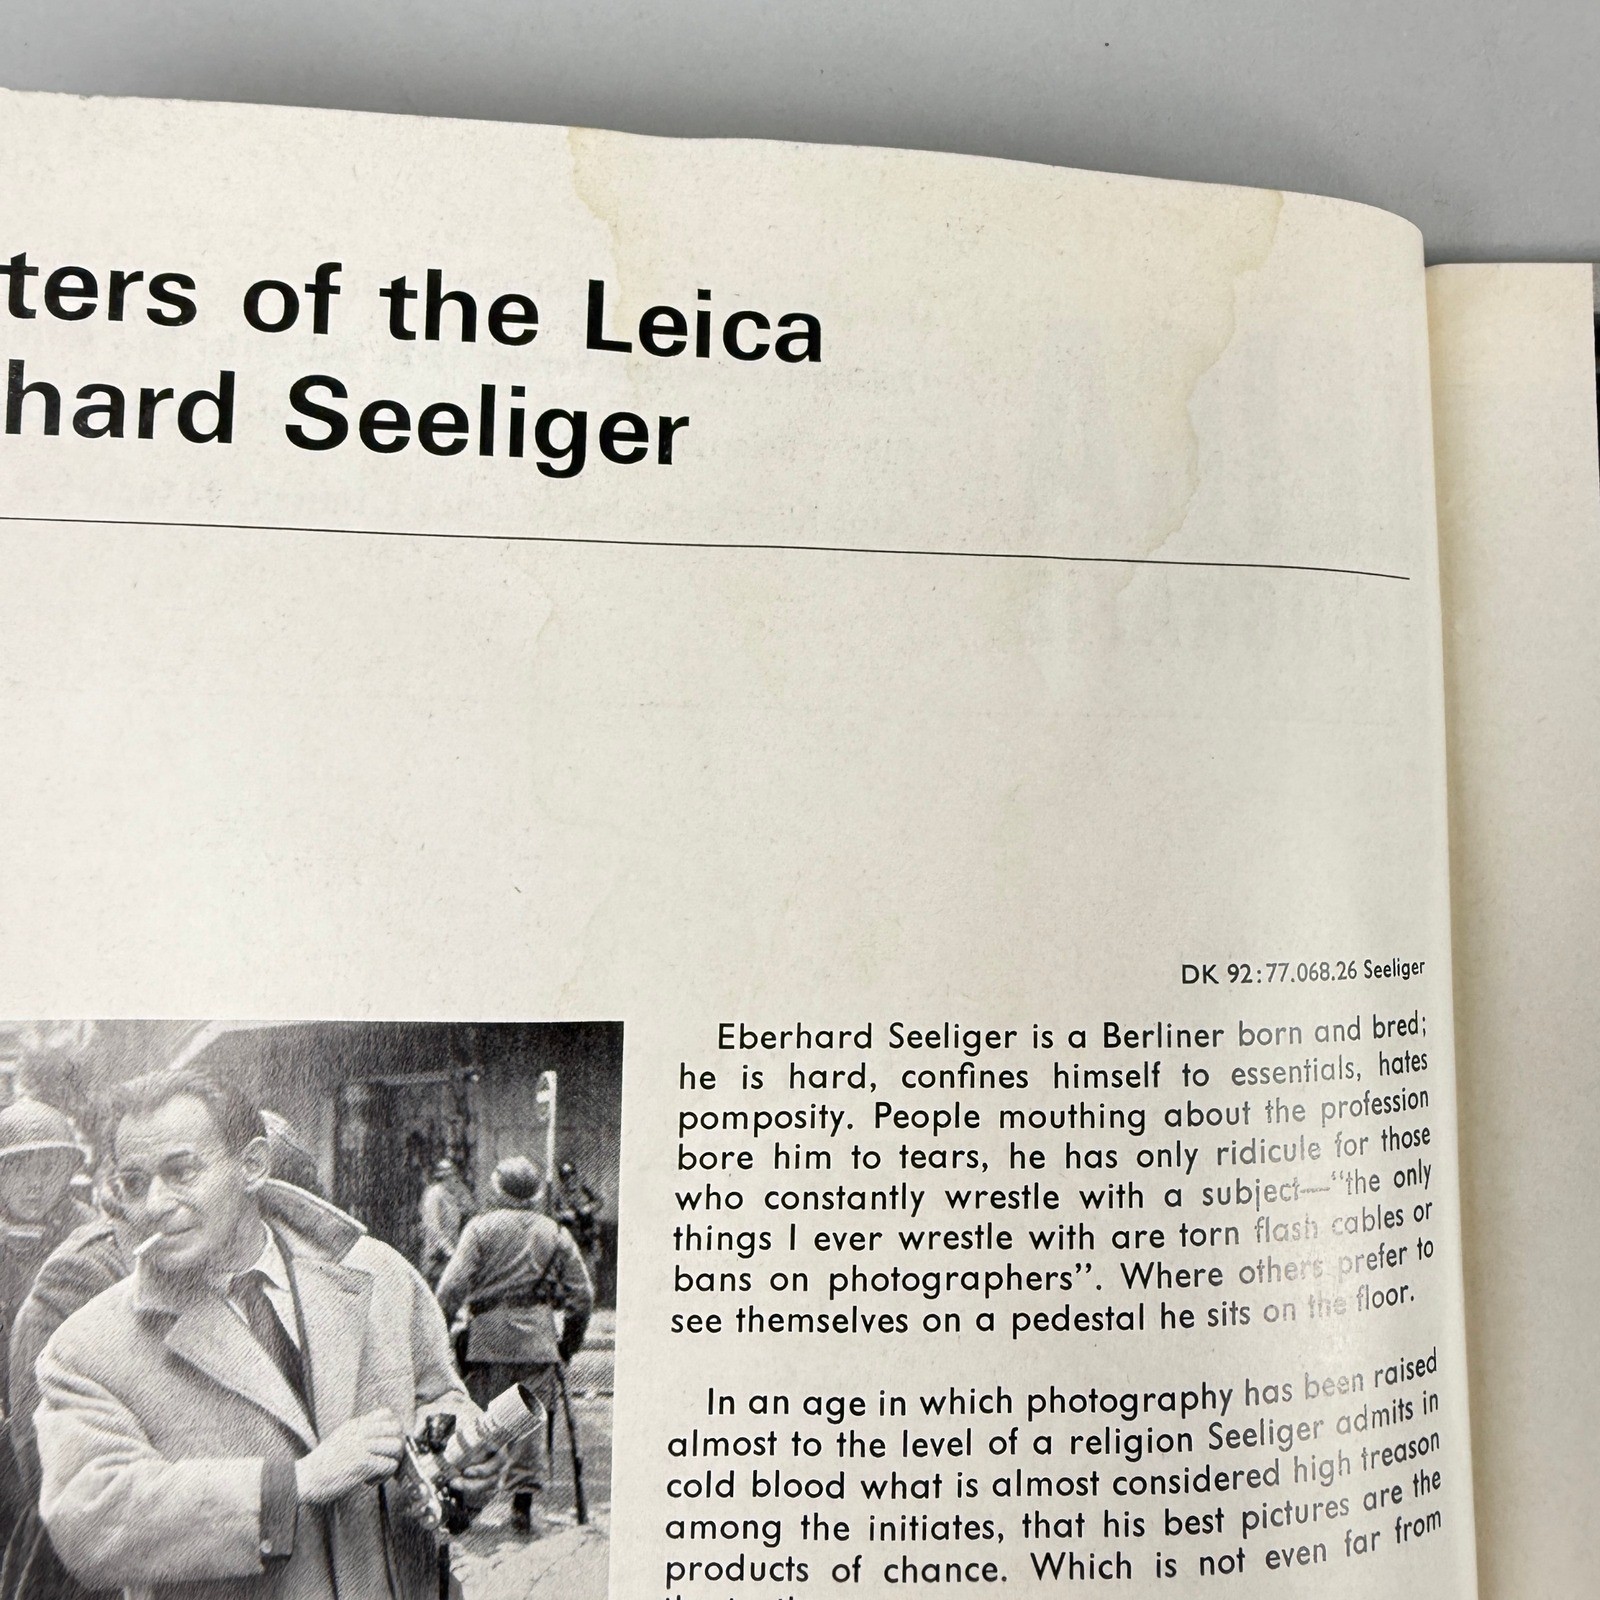 ters of the Leica
hard Seeliger
DK 92:77.068.26 Seeliger
Eberhard Seeliger is a Berliner born and bred;
he is hard, confines himself to essentials, hates
pomposity. People mouthing about the profession
bore him to tears, he has only ridicule for those
who constantly wrestle with a subject—“the only
things I ever wrestle with are torn flash cables or
bans on photographers”. Where others prefer to
see themselves on a pedestal he sits on the floor.
In an age in which photography has been raised
almost to the level of a religion Seeliger admits in
cold blood what is almost considered high treason
among the initiates, that his best pictures are the
products of chance. Which is not even far from